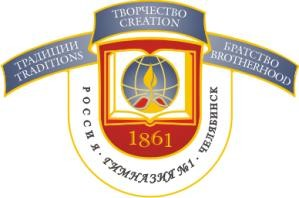 ТВОРЧЕСТВО
CREATION
ТРАДИЦИИ
TRADITIONS
БРАТСТВО
BROTHERHOOD
1861
РОССИЯ · ГИМНАЗИЯ №1 · ЧЕЛЯБИНСК